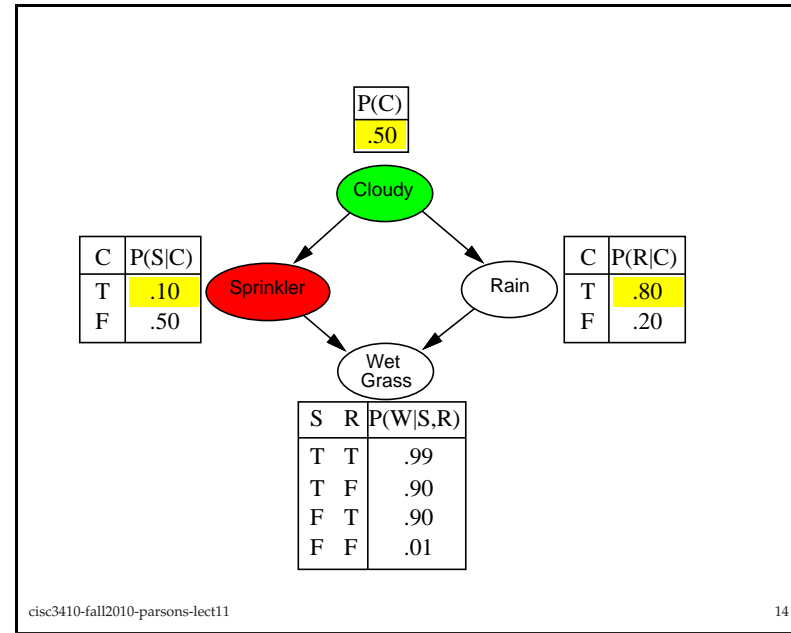 P(C)
.50
Cloudy
C P(S|C)
T .10
F .50
Sprinkler
Rain
C P(R|C)
T .80
F .20
Wet
Grass
S R P(W|S,R)
T T .99
T F .90
F T .90
F F .01
cisc3410-fall2010-parsons-lect11 14